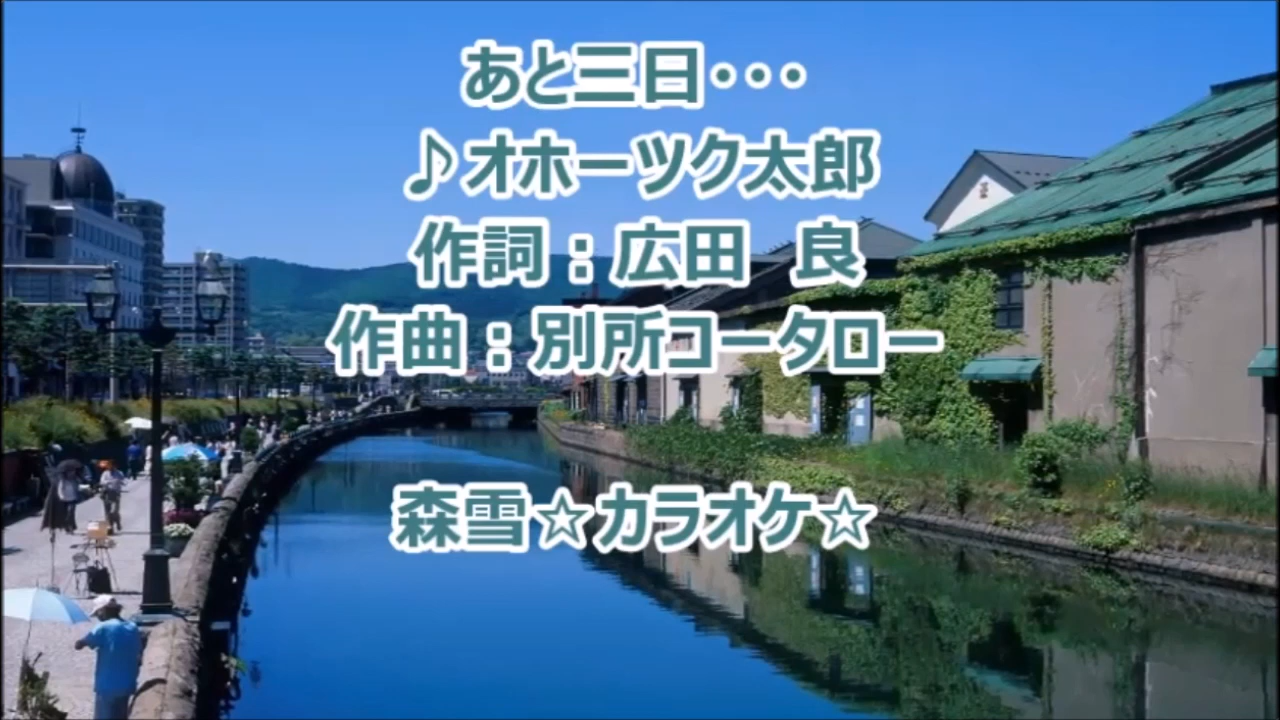 あと三日･･･
♪オホーツク太郎
作詞：広田　良
作曲：別所コータロー
森雪☆カラオケ☆